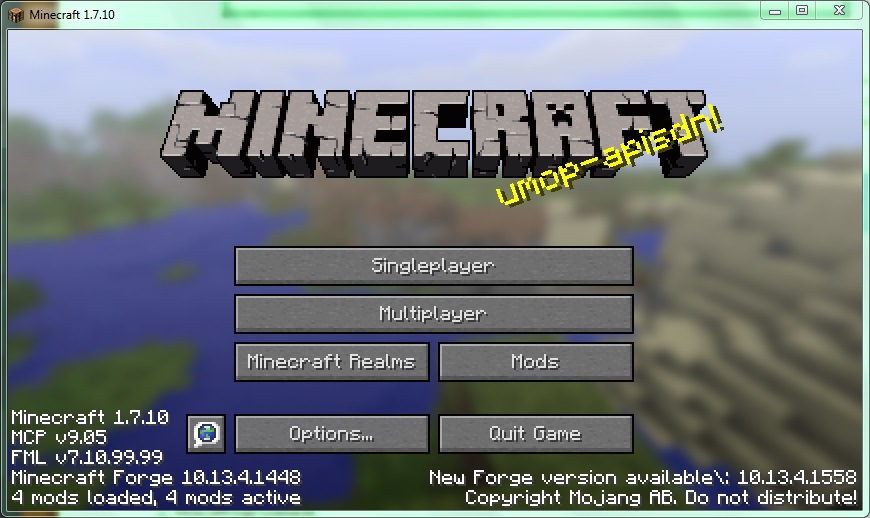 Minecraft 1.7.10
MINECRAFT
umop-apisdn!
Singleplayer
Multiplayer
Minecraft Realms
Mods
Options...
Quit Game
Minecraft 1.7.10
MCP v9.05
FML v7.10.99.99
Minecraft Forge 10.13.4.1448
4 mods loaded, 4 mods active
New Forge version available\: 10.13.4.1558
Copyright Mojang AB. Do not distribute!